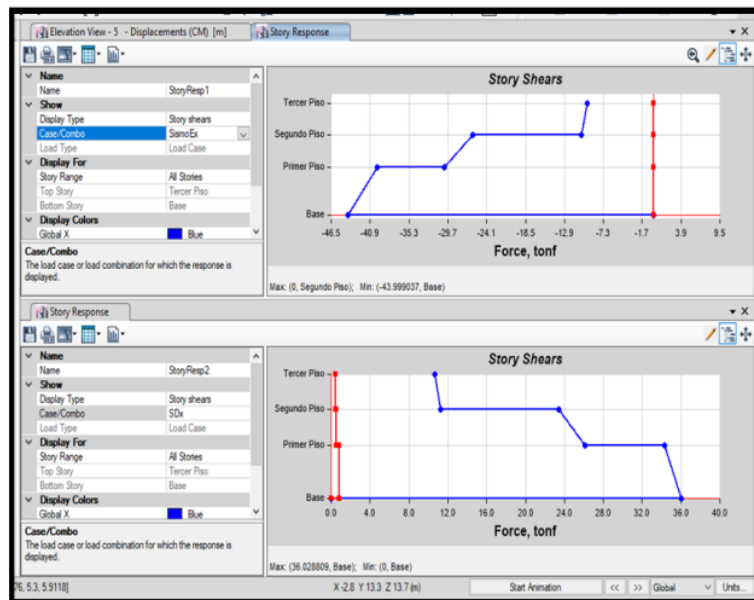 Elevation View - 5 - Displacements (CM) [m]
Story Response
Name
Name StoryResp1
Show
Display Type Story shears
Case/Combo SismoEx
Load Type Load Case
Display For
Story Range All Stories
Top Story Tercer Piso
Bottom Story Base
Display Colors
Global X Blue
Case/Combo
The load case or load combination for which the response is
displayed.
Story Shears
Tercer Piso
Segundo Piso
Primer Piso
Base
-46.5 -40.9 -35.3 -29.7 -24.1 -18.5 -12.9 -7.3 -1.7 3.9 9.5
Force, tonf
Max: (0, Segundo Piso); Min: (-43.999037, Base)
Story Response
Name
Name StoryResp2
Show
Display Type Story shears
Case/Combo SDx
Load Type Load Case
Display For
Story Range All Stories
Top Story Tercer Piso
Bottom Story Base
Display Colors
Global X Blue
Case/Combo
The load case or load combination for which the response is
displayed.
Story Shears
Tercer Piso
Segundo Piso
Primer Piso
Base
0.0 4.0 8.0 12.0 16.0 20.0 24.0 28.0 32.0 36.0 40.0
Force, tonf
Max: (36.028809, Base); Min: (0, Base)
76, 5.3, 5.9118] X -2.8 Y 13.3 Z 13.7 (m) Start Animation << >> Global Units...